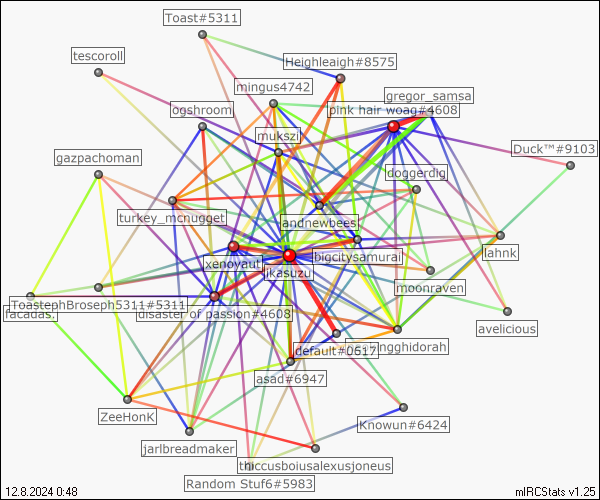 Toast#5311
tescoroll
Heighleaigh#8575
mingus4742
gregor_samsa
ogshroom
pink hair woag#4608
mukszi
Duck™#9103
gazpachoman
doggerdig
turkey_mcnugget
andnewbees
lahnk
xenoyaut
bigcitysamurai
jikasuzu
moonraven
ToastephBroseph5311#5311
facadas.
disaster of passion#4608
avelicious
default#0617
ngghidorah
asad#6947
ZeeHonK
Knowun#6424
jarlbreadmaker
thiccusboiusalexusjoneus
Random Stuf6#5983
12.8.2024 0:48
mIRCStats v1.25